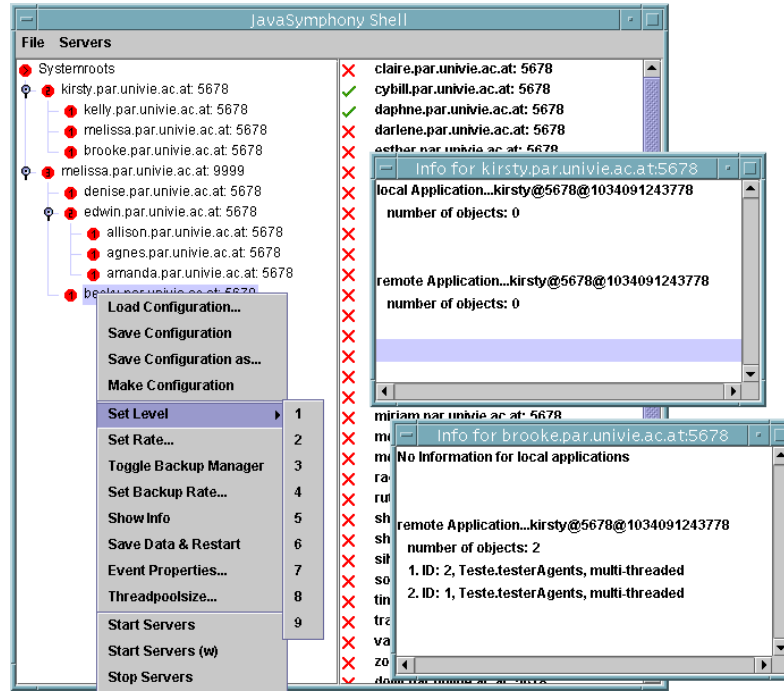 JavaSymphony Shell
File Servers
Systemroots
kirsty.par.univie.ac.at: 5678
kelly.par.univie.ac.at: 5678
melissa.par.univie.ac.at: 5678
brooke.par.univie.ac.at: 5678
melissa.par.univie.ac.at: 9999
denise.par.univie.ac.at: 5678
edwin.par.univie.ac.at: 5678
allison.par.univie.ac.at: 5678
agnes.par.univie.ac.at: 5678
amanda.par.univie.ac.at: 5678
Load Configuration...
Save Configuration
Save Configuration as...
Make Configuration
Set Level
Set Rate...
Toggle Backup Manager
Set Backup Rate...
Show Info
Save Data & Restart
Event Properties...
Threadpoolsize...
Start Servers
Start Servers (w)
Stop Servers
1
2
3
4
5
6
7
8
9
claire.par.univie.ac.at: 5678
cybill.par.univie.ac.at: 5678
daphne.par.univie.ac.at: 5678
darlene.par.univie.ac.at: 5678
esther.par.univie.ac.at: 5678
miriam.par.univie.ac.at: 5678
Info for kirsty.par.univie.ac.at:5678
local Application...kirsty@5678@1034091243778
number of objects: 0
remote Application...kirsty@5678@1034091243778
number of objects: 0
Info for brooke.par.univie.ac.at:5678
No Information for local applications
remote Application...kirsty@5678@1034091243778
number of objects: 2
1. ID: 2, Teste.testerAgents, multi-threaded
2. ID: 1, Teste.testerAgents, multi-threaded